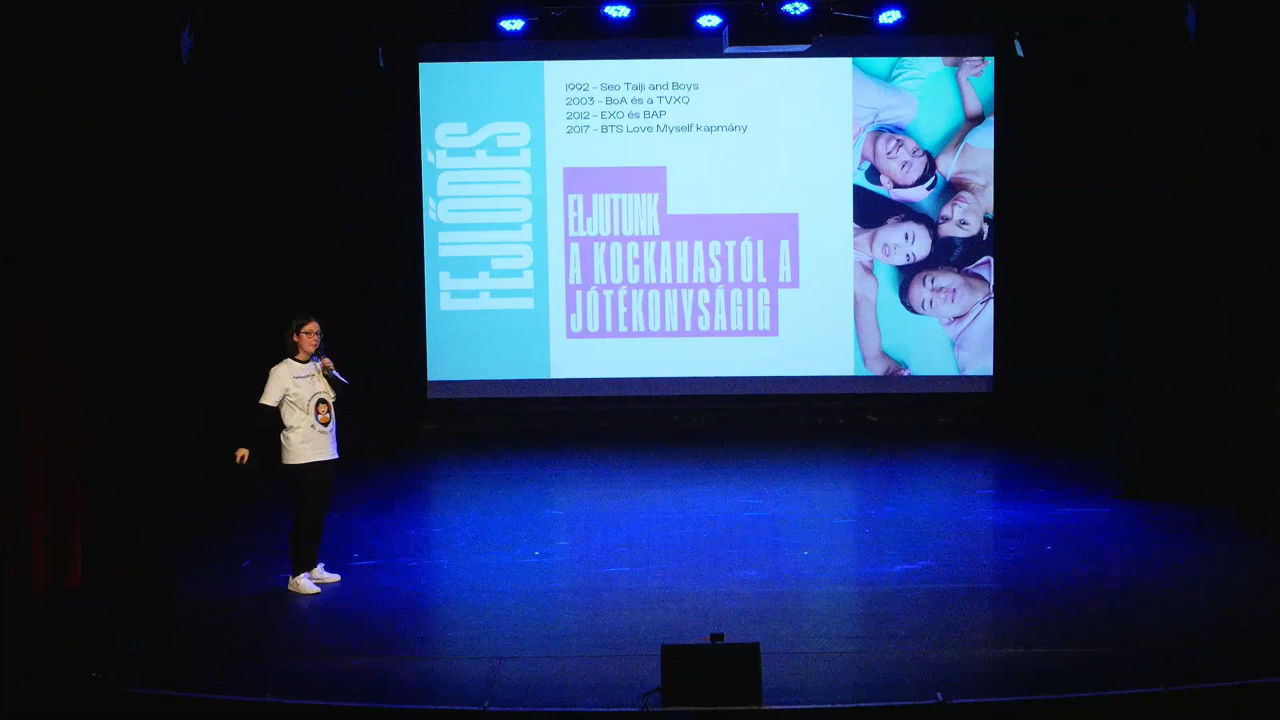 FEJLŐDÉS
1992 - Seo Taiji and Boys
2003 - BoA és a TVXQ
2012 - EXO és BAP
2017 - BTS Love Myself kapmány
ELJUTUNK
A KOCKAHASTÓL A
JÓTÉKONYSÁGIG